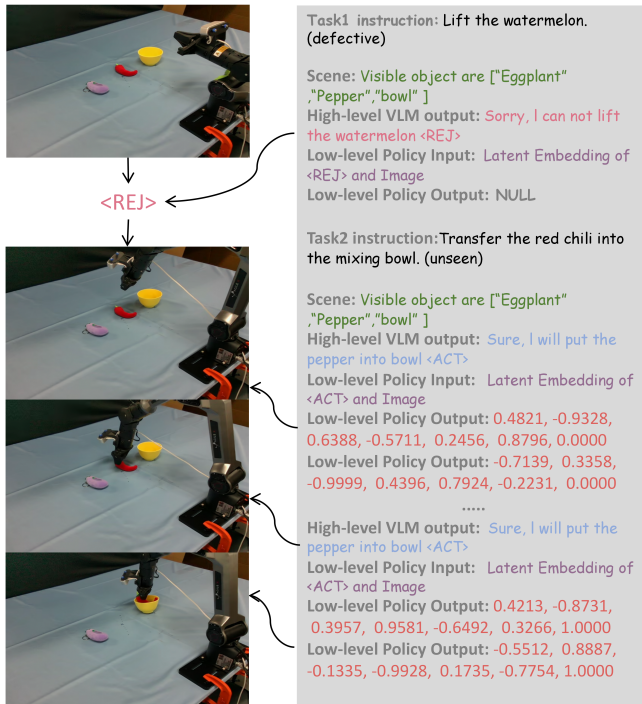 Task1 instruction: Lift the watermelon.
(defective)
Scene: Visible object are ["Eggplant"
,"Pepper","bowl" ]
High-level VLM output: Sorry, I can not lift
the watermelon <REJ>
Low-level Policy Input: Latent Embedding of
<REJ> and Image
Low-level Policy Output: NULL
<REJ>
Task2 instruction:Transfer the red chili into
the mixing bowl. (unseen)
Scene: Visible object are ["Eggplant"
,"Pepper","bowl" ]
High-level VLM output: Sure, I will put the
pepper into bowl <ACT>
Low-level Policy Input: Latent Embedding of
<ACT> and Image
Low-level Policy Output: 0.4821, -0.9328,
0.6388, -0.5711, 0.2456, 0.8796, 0.0000
Low-level Policy Output: -0.7139, 0.3358,
-0.9999, 0.4396, 0.7924, -0.2231, 0.0000
.....
High-level VLM output: Sure, I will put the
pepper into bowl <ACT>
Low-level Policy Input: Latent Embedding of
<ACT> and Image
Low-level Policy Output: 0.4213, -0.8731,
0.3957, 0.9581, -0.6492, 0.3266, 1.0000
Low-level Policy Output: -0.5512, 0.8887,
-0.1335, -0.9928, 0.1735, -0.7754, 1.0000